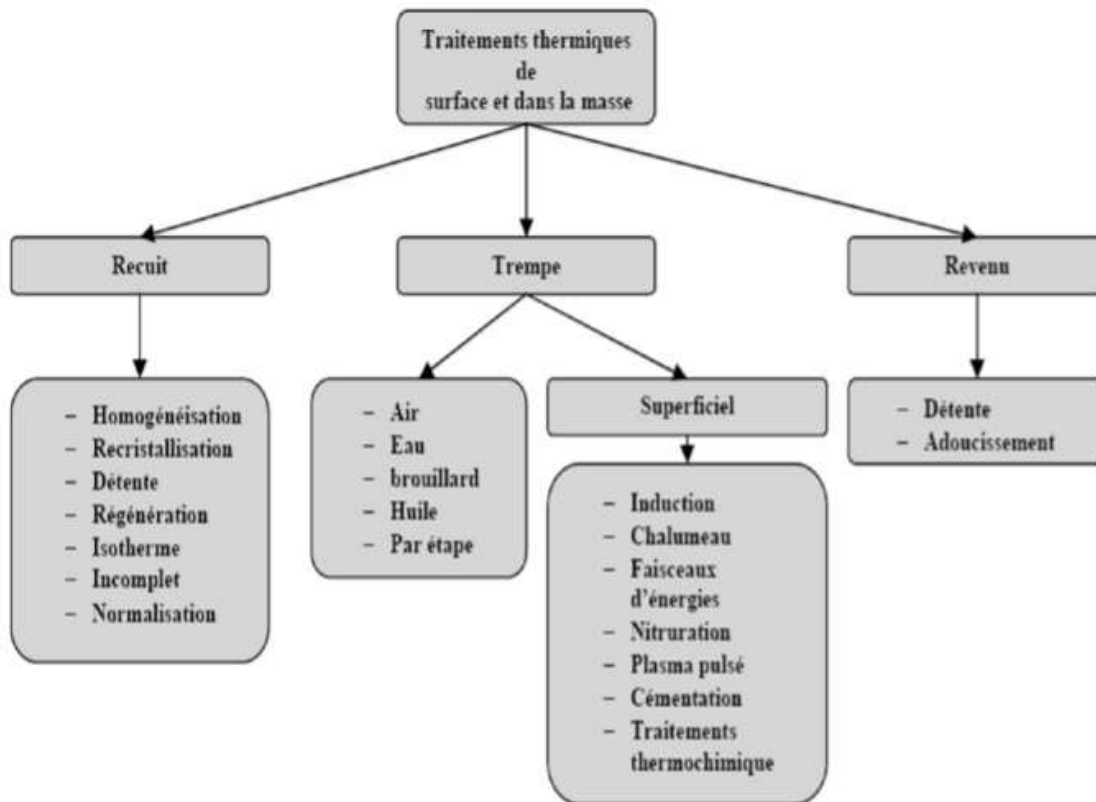 Traitements thermiques
de
surface et dans la masse
Recuit
Trempe
Revenu
– Homogénéisation
– Recristallisation
– Détente
– Régénération
– Isotherme
– Incomplet
– Normalisation
– Air
– Eau
– brouillard
– Huile
– Par étape
Superficiel
– Induction
– Chalumeau
– Faisceaux
d’énergies
– Nitruration
– Plasma pulsé
– Cémentation
– Traitements
thermochimique
– Détente
– Adoucissement